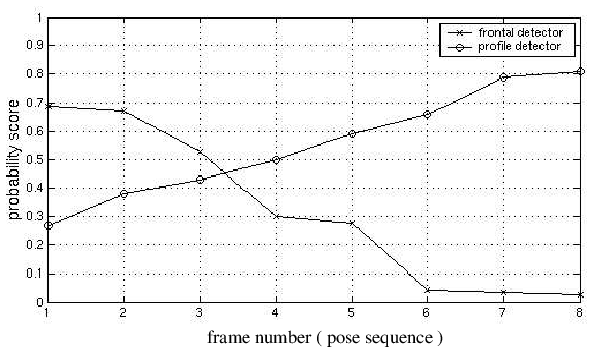 frontal detector
profile detector
probability score
1
0.9
0.8
0.7
0.6
0.5
0.4
0.3
0.2
0.1
0
1 2 3 4 5 6 7 8
frame number ( pose sequence )